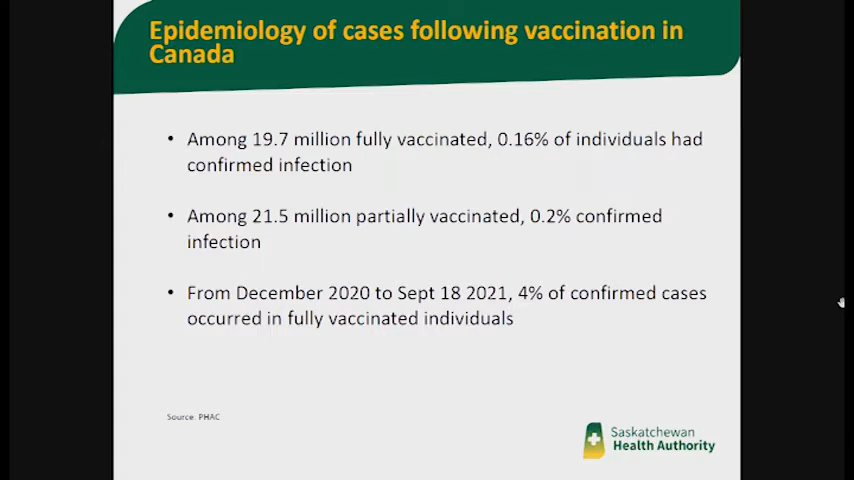 Epidemiology of cases following vaccination in
Canada
• Among 19.7 million fully vaccinated, 0.16% of individuals had
confirmed infection
• Among 21.5 million partially vaccinated, 0.2% confirmed
infection
• From December 2020 to Sept 18 2021, 4% of confirmed cases
occurred in fully vaccinated individuals
Source: PHAC
Saskatchewan
Health Authority